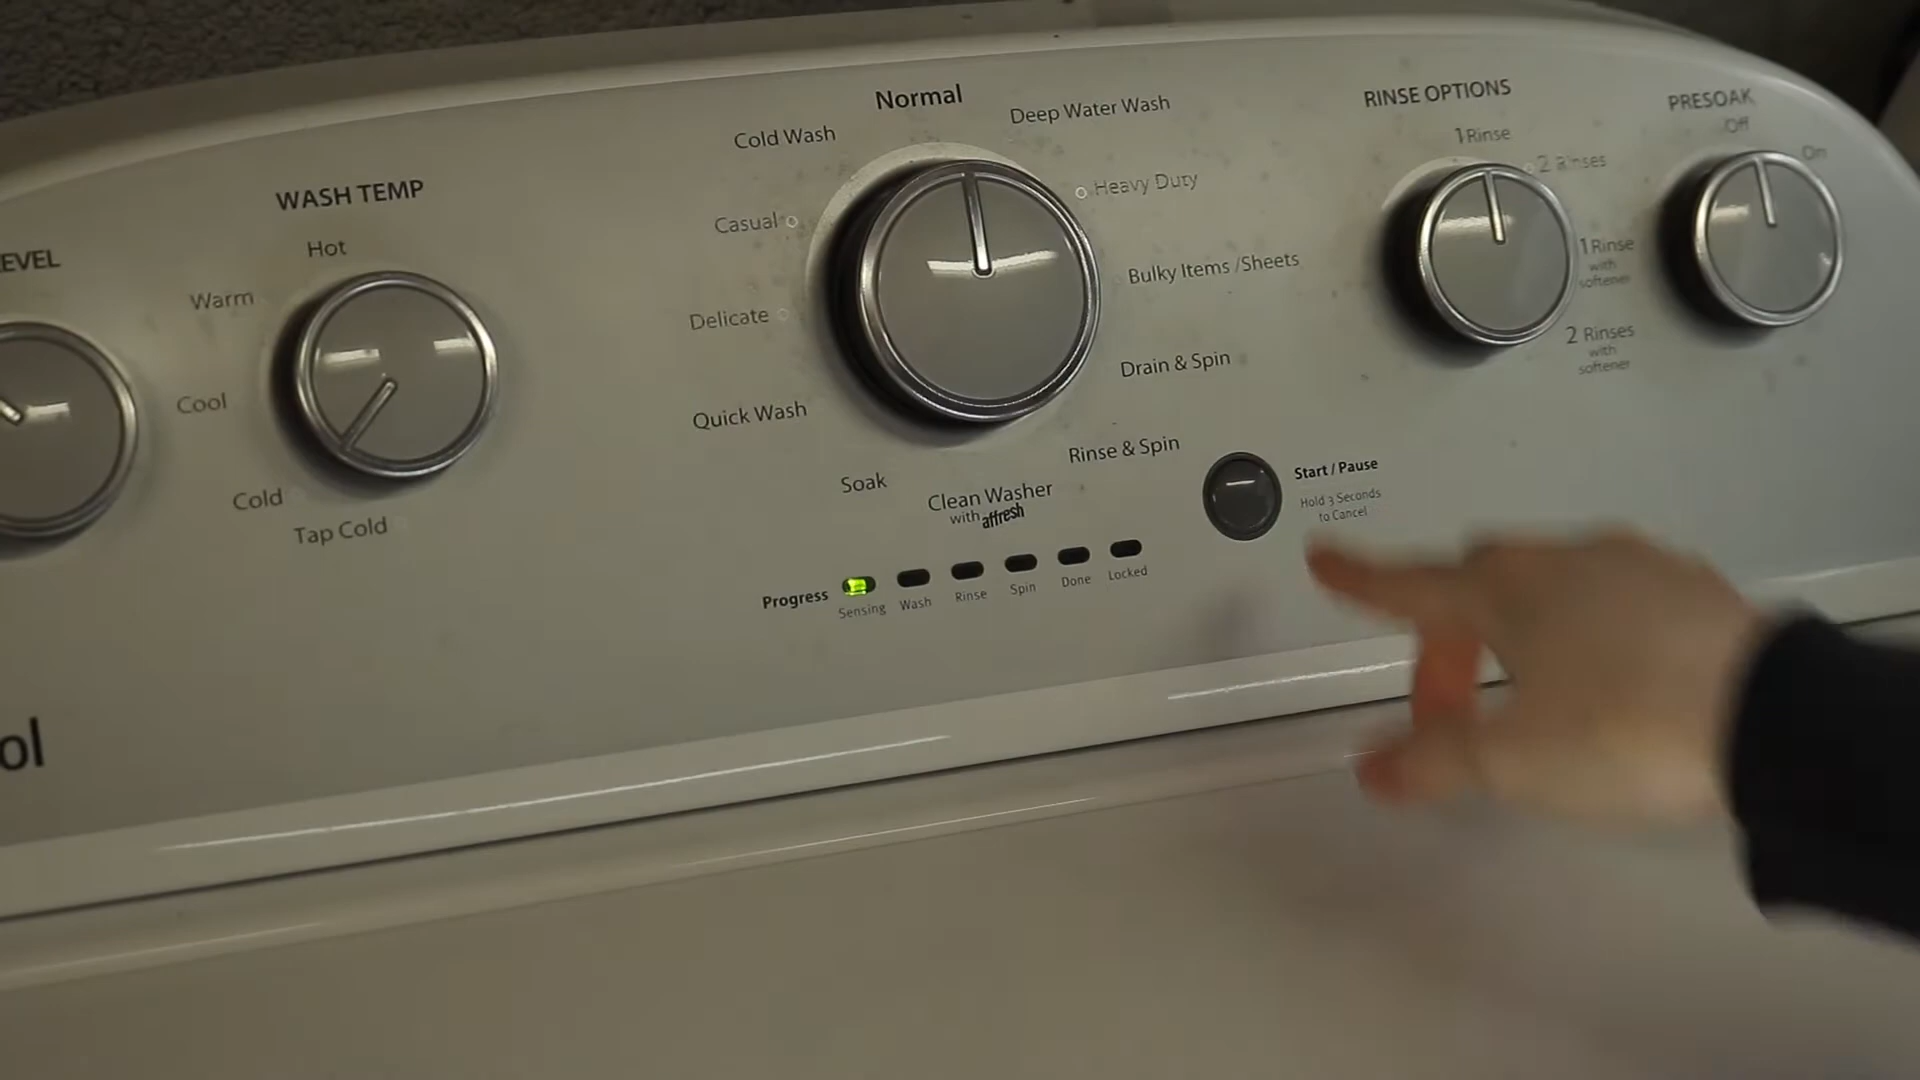 EVEL
WASH TEMP
Hot
Warm
Cool
Cold
Tap Cold
Normal
Cold Wash
Deep Water Wash
Casual
Heavy Duty
Delicate
Bulky Items /Sheets
Quick Wash
Drain & Spin
Soak
Rinse & Spin
Clean Washer
with affresh
RINSE OPTIONS
1 Rinse
2 Rinses
1 Rinse
with
softener
2 Rinses
with
softener
PRESOAK
Off
On
Start / Pause
Hold 3 Seconds
to Cancel
Progress
Sensing
Wash
Rinse
Spin
Done
Locked
ol